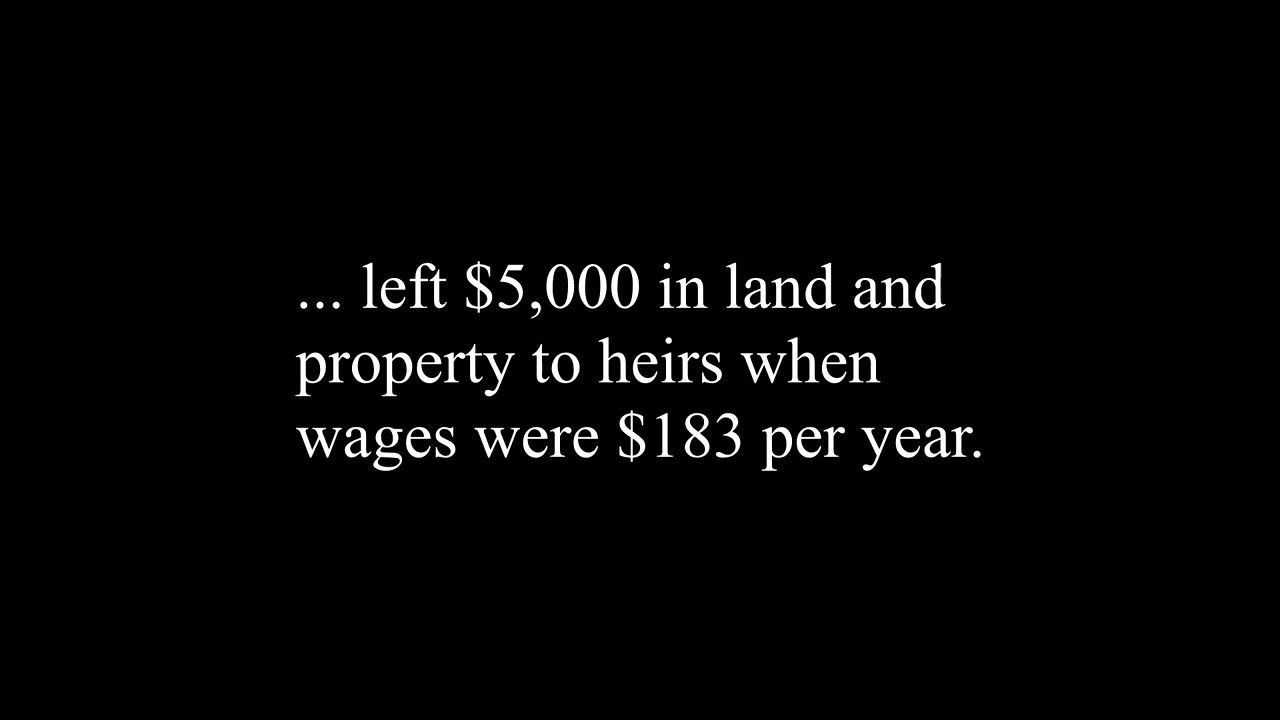 ... left $5,000 in land and
property to heirs when
wages were $183 per year.